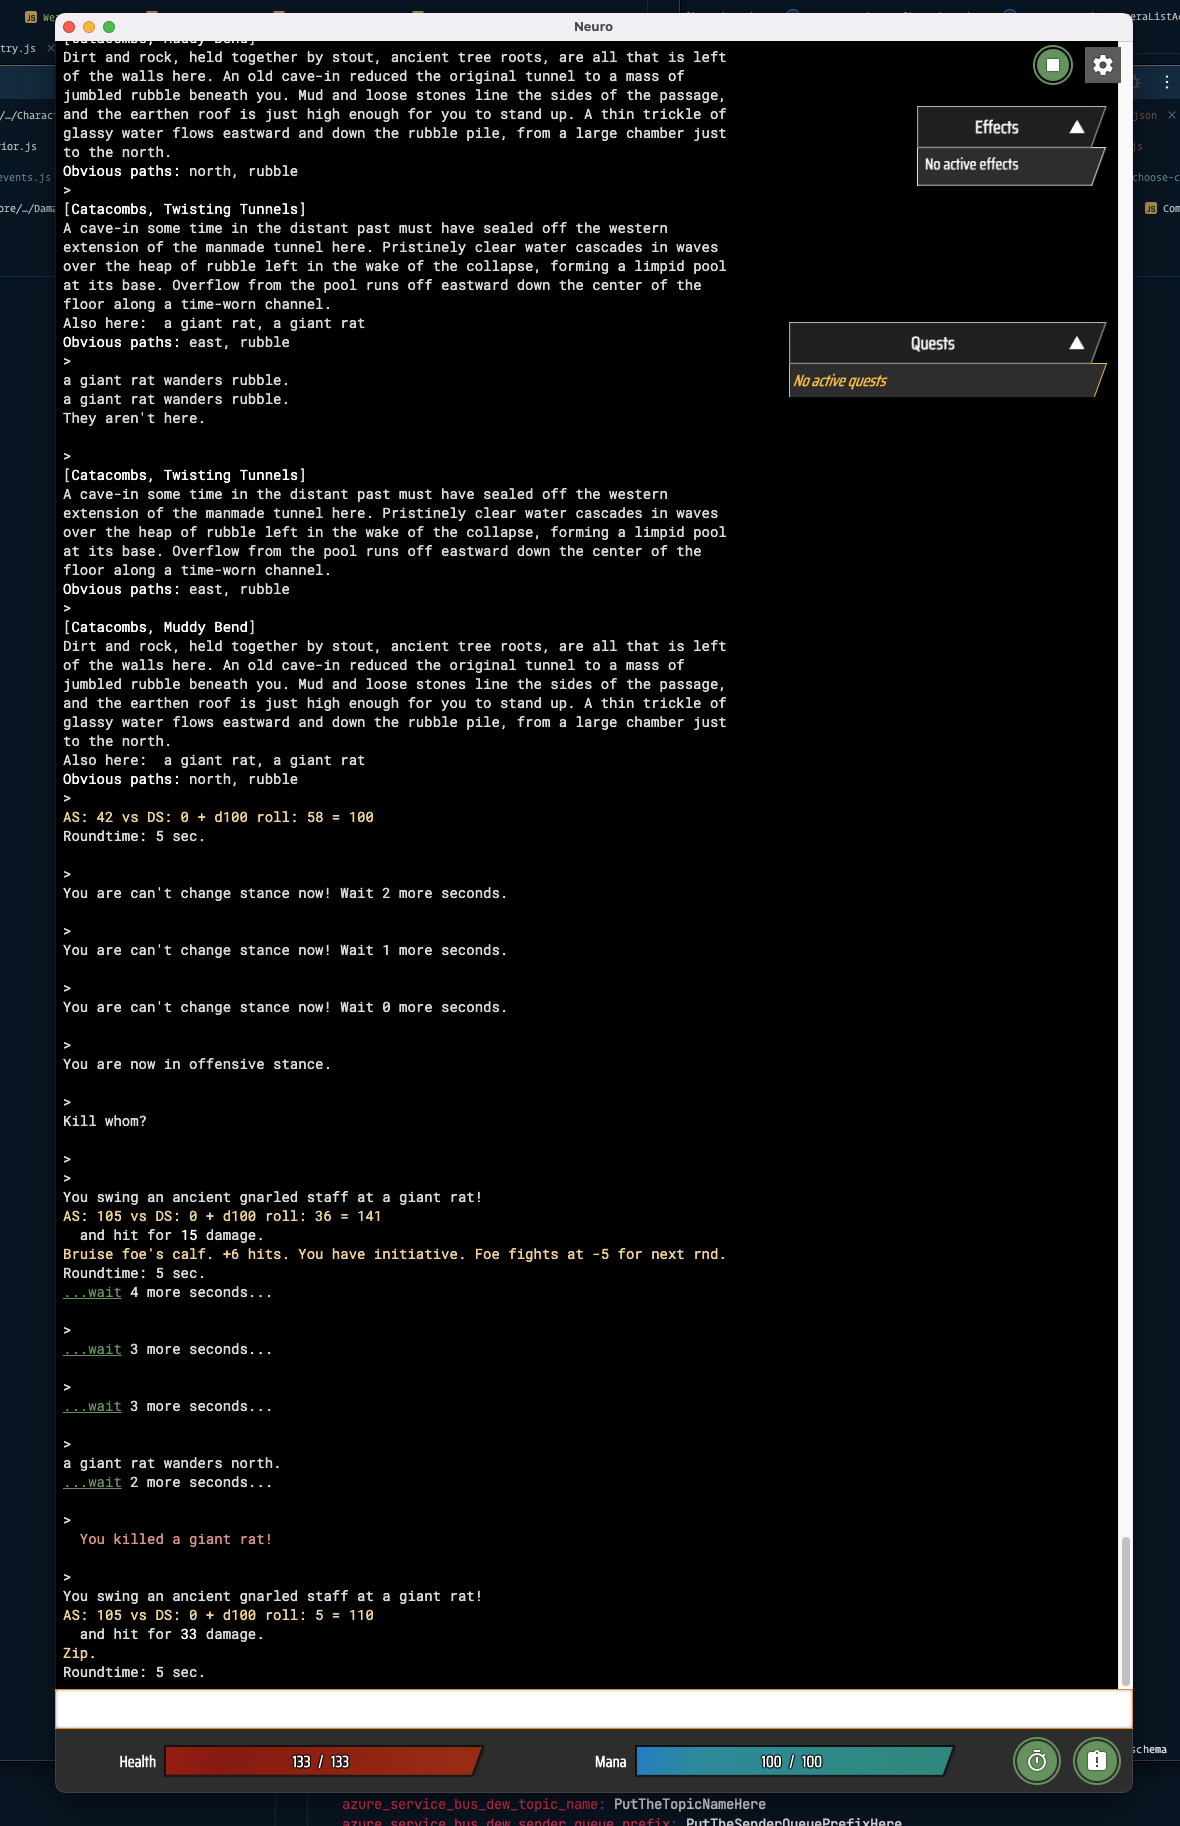 Neuro
[Catacombs, Muddy Bend]
Dirt and rock, held together by stout, ancient tree roots, are all that is left
of the walls here. An old cave-in reduced the original tunnel to a mass of
jumbled rubble beneath you. Mud and loose stones line the sides of the passage,
and the earthen roof is just high enough for you to stand up. A thin trickle of
glassy water flows eastward and down the rubble pile, from a large chamber just
to the north.
Obvious paths: north, rubble
>
[Catacombs, Twisting Tunnels]
A cave-in some time in the distant past must have sealed off the western
extension of the manmade tunnel here. Pristinely clear water cascades in waves
over the heap of rubble left in the wake of the collapse, forming a limpid pool
at its base. Overflow from the pool runs off eastward down the center of the
floor along a time-worn channel.
Also here:  a giant rat, a giant rat
Obvious paths: east, rubble
>
a giant rat wanders rubble.
a giant rat wanders rubble.
They aren't here.
>
[Catacombs, Twisting Tunnels]
A cave-in some time in the distant past must have sealed off the western
extension of the manmade tunnel here. Pristinely clear water cascades in waves
over the heap of rubble left in the wake of the collapse, forming a limpid pool
at its base. Overflow from the pool runs off eastward down the center of the
floor along a time-worn channel.
Obvious paths: east, rubble
>
[Catacombs, Muddy Bend]
Dirt and rock, held together by stout, ancient tree roots, are all that is left
of the walls here. An old cave-in reduced the original tunnel to a mass of
jumbled rubble beneath you. Mud and loose stones line the sides of the passage,
and the earthen roof is just high enough for you to stand up. A thin trickle of
glassy water flows eastward and down the rubble pile, from a large chamber just
to the north.
Also here:  a giant rat, a giant rat
Obvious paths: north, rubble
>
AS: 42 vs DS: 0 + d100 roll: 58 = 100
Roundtime: 5 sec.
>
You are can't change stance now! Wait 2 more seconds.
>
You are can't change stance now! Wait 1 more seconds.
>
You are can't change stance now! Wait 0 more seconds.
>
You are now in offensive stance.
>
Kill whom?
>
>
You swing an ancient gnarled staff at a giant rat!
AS: 105 vs DS: 0 + d100 roll: 36 = 141
and hit for 15 damage.
Bruise foe's calf. +6 hits. You have initiative. Foe fights at -5 for next rnd.
Roundtime: 5 sec.
...wait 4 more seconds...
>
...wait 3 more seconds...
>
...wait 3 more seconds...
>
a giant rat wanders north.
...wait 2 more seconds...
>
You killed a giant rat!
>
You swing an ancient gnarled staff at a giant rat!
AS: 105 vs DS: 0 + d100 roll: 5 = 110
and hit for 33 damage.
Zip.
Roundtime: 5 sec.
Effects
No active effects
Quests
No active quests
Health
133 / 133
Mana
100 / 100
JS We
try.js
/…/Charac
ior.js
events.js
ore/…/Dama
eraListAc
json
js
choose-c
JS Com
schema
azure_service_bus_dew_topic_name: PutTheTopicNameHere
azure_service_bus_dew_sender_queue_prefix: PutTheSenderQueuePrefixHere